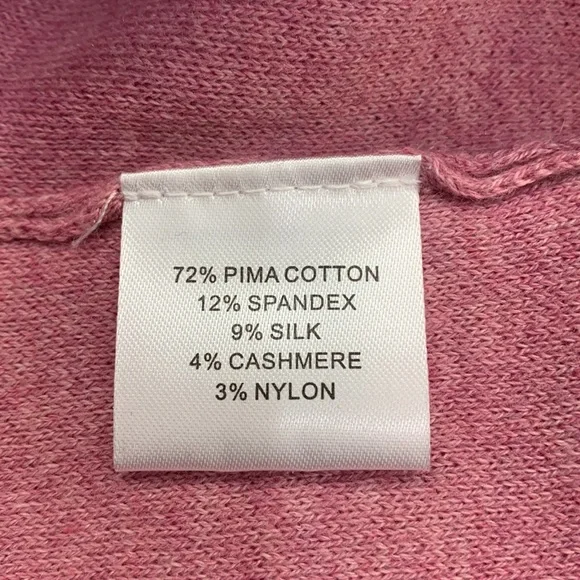 72% PIMA COTTON
12% SPANDEX
9% SILK
4% CASHMERE
3% NYLON